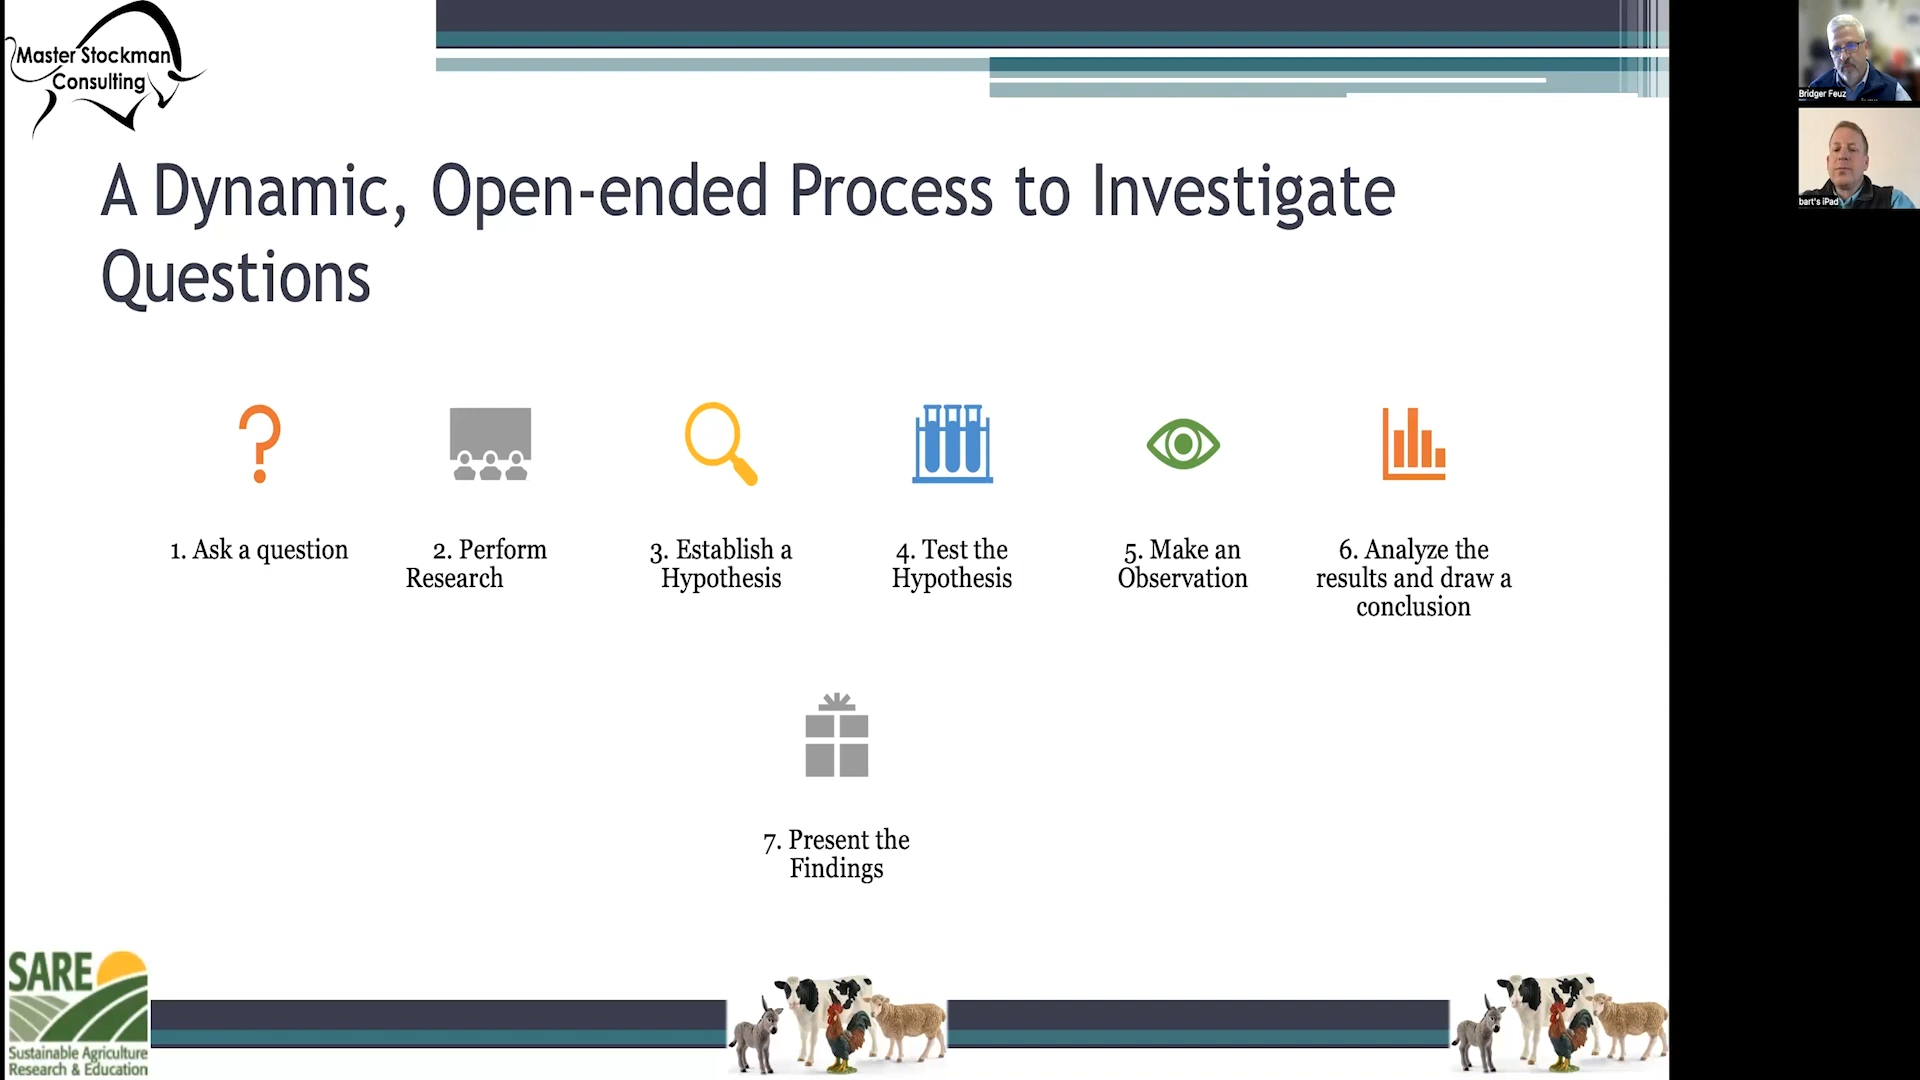 Master Stockman
Consulting
A Dynamic, Open-ended Process to Investigate
Questions
1. Ask a question
2. Perform
Research
3. Establish a
Hypothesis
4. Test the
Hypothesis
5. Make an
Observation
6. Analyze the
results and draw a
conclusion
7. Present the
Findings
SARE
Sustainable Agriculture
Research & Education
Bridger Feuz
bart's iPad